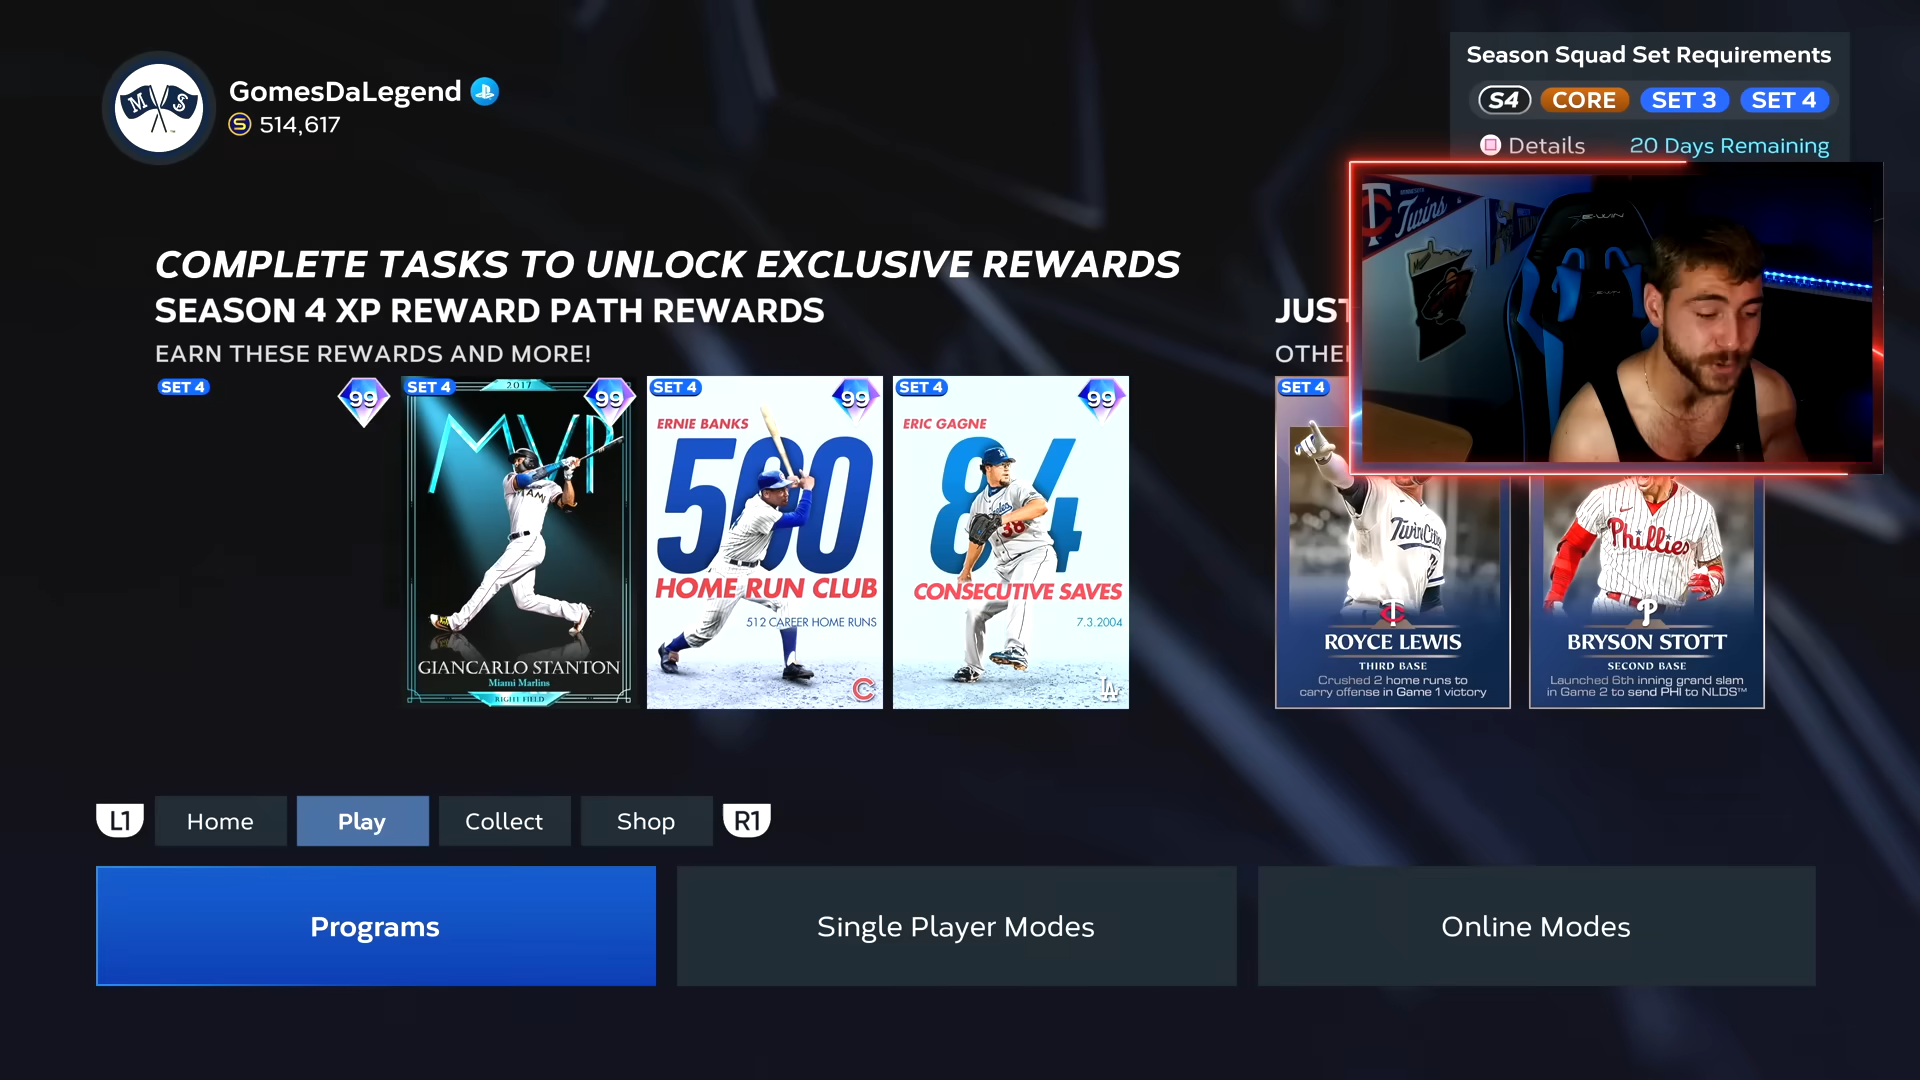 GomesDaLegend
514,617
Season Squad Set Requirements
S4 CORE SET 3 SET 4
Details 20 Days Remaining
Twins
E-WIN
COMPLETE TASKS TO UNLOCK EXCLUSIVE REWARDS
SEASON 4 XP REWARD PATH REWARDS
EARN THESE REWARDS AND MORE!
SET 4 99
SET 4 2017 99
MVP
MIAMI
GIANCARLO STANTON
Miami Marlins
RIGHT FIELD
SET 4 99
ERNIE BANKS
500
HOME RUN CLUB
512 CAREER HOME RUNS
SET 4 99
ERIC GAGNE
84
38
CONSECUTIVE SAVES
7.3.2004
LA
JUST
OTHE
SET 4
Twin Cities
ROYCE LEWIS
THIRD BASE
Crushed 2 home runs to
carry offense in Game 1 victory
Phillies
P
BRYSON STOTT
SECOND BASE
Launched 6th inning grand slam
in Game 2 to send PHI to NLDS™
L1 Home Play Collect Shop R1
Programs
Single Player Modes
Online Modes